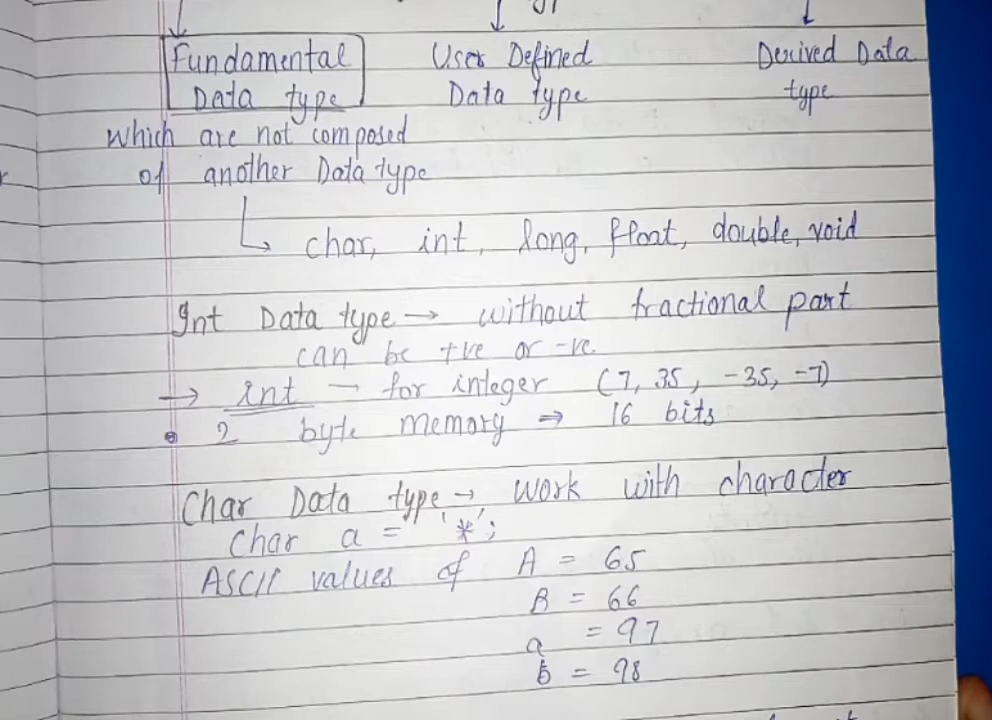 Fundamental Data type
User Defined Data type
Derived Data type
which are not composed
of another Data type
char, int, long, float, double, void
Int Data type → without fractional part
can be +ve or -ve
→ int → for integer (7, 35, -35, -7)
• 2 byte memory ⇒ 16 bits
Char Data type → work with character
Char a = '*';
ASCII values of A = 65
B = 66
a = 97
b = 98